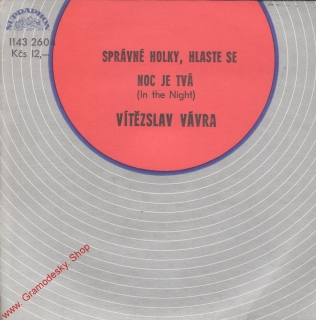 SUPRAPHON
1143 260
Kčs 12,—
SPRÁVNÉ HOLKY, HLASTE SE
NOC JE TVÁ
(In the Night)
VÍTĚZSLAV VÁVRA
www.Gramodesky.Shop